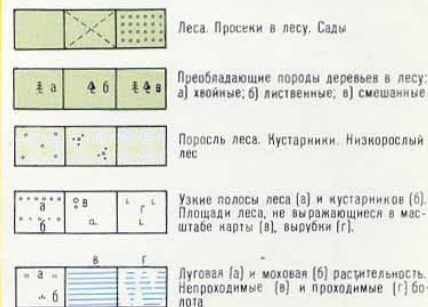 Леса. Просеки в лесу. Сады
Преобладающие породы деревьев в лесу:
а) хвойные; б) лиственные; в) смешанные
а б в
Поросль леса. Кустарники. Низкорослый
лес
Узкие полосы леса (а) и кустарников (б).
Площади леса, не выражающиеся в мас-
штабе карты (в), вырубки (г).
а в г
б
в г
Луговая (а) и моховая (б) растительность.
Непроходимые (в) и проходимые (г) бо-
лота
а
б